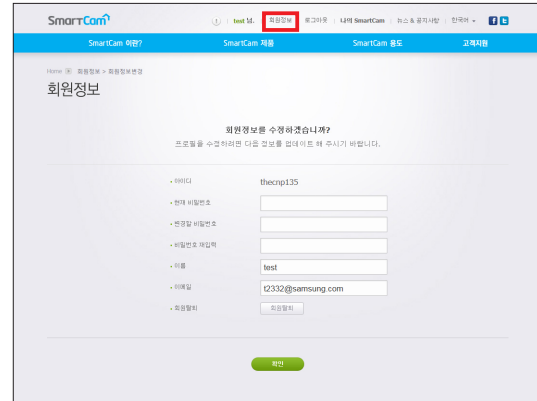 SmartCam
test 님. 회원정보 로그아웃 나의 SmartCam 뉴스 & 공지사항 한국어
SmartCam 이란? SmartCam 제품 SmartCam 용도 고객지원
Home 회원정보 > 회원정보변경
회원정보
회원정보를 수정하겠습니까?
프로필을 수정하려면 다음 정보를 업데이트 해 주시기 바랍니다.
• 아이디 thecnp135
• 현재 비밀번호
• 변경할 비밀번호
• 비밀번호 재입력
• 이름 test
• 이메일 t2332@samsung.com
• 회원탈퇴 회원탈퇴
확인